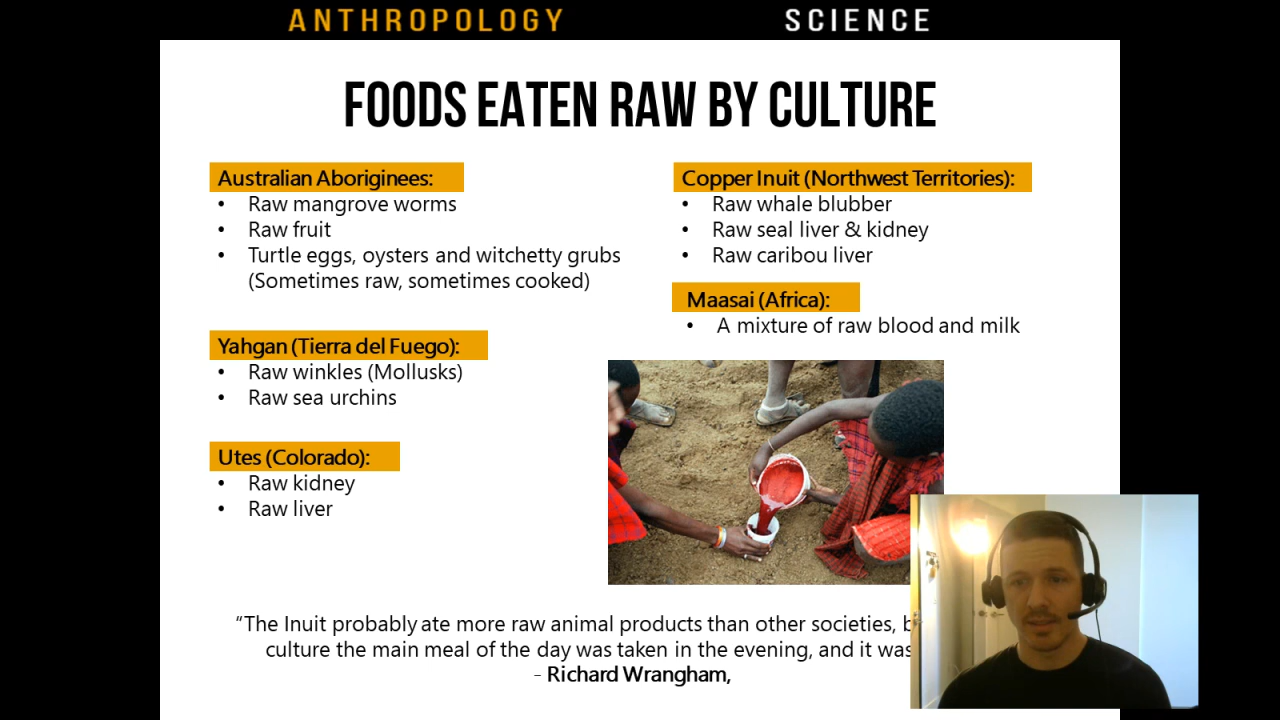 ANTHROPOLOGY SCIENCE
FOODS EATEN RAW BY CULTURE
Australian Aboriginees:
• Raw mangrove worms
• Raw fruit
• Turtle eggs, oysters and witchetty grubs
(Sometimes raw, sometimes cooked)
Yahgan (Tierra del Fuego):
• Raw winkles (Mollusks)
• Raw sea urchins
Utes (Colorado):
• Raw kidney
• Raw liver
Copper Inuit (Northwest Territories):
• Raw whale blubber
• Raw seal liver & kidney
• Raw caribou liver
Maasai (Africa):
• A mixture of raw blood and milk
“The Inuit probably ate more raw animal products than other societies,
culture the main meal of the day was taken in the evening, and it was
- Richard Wrangham,